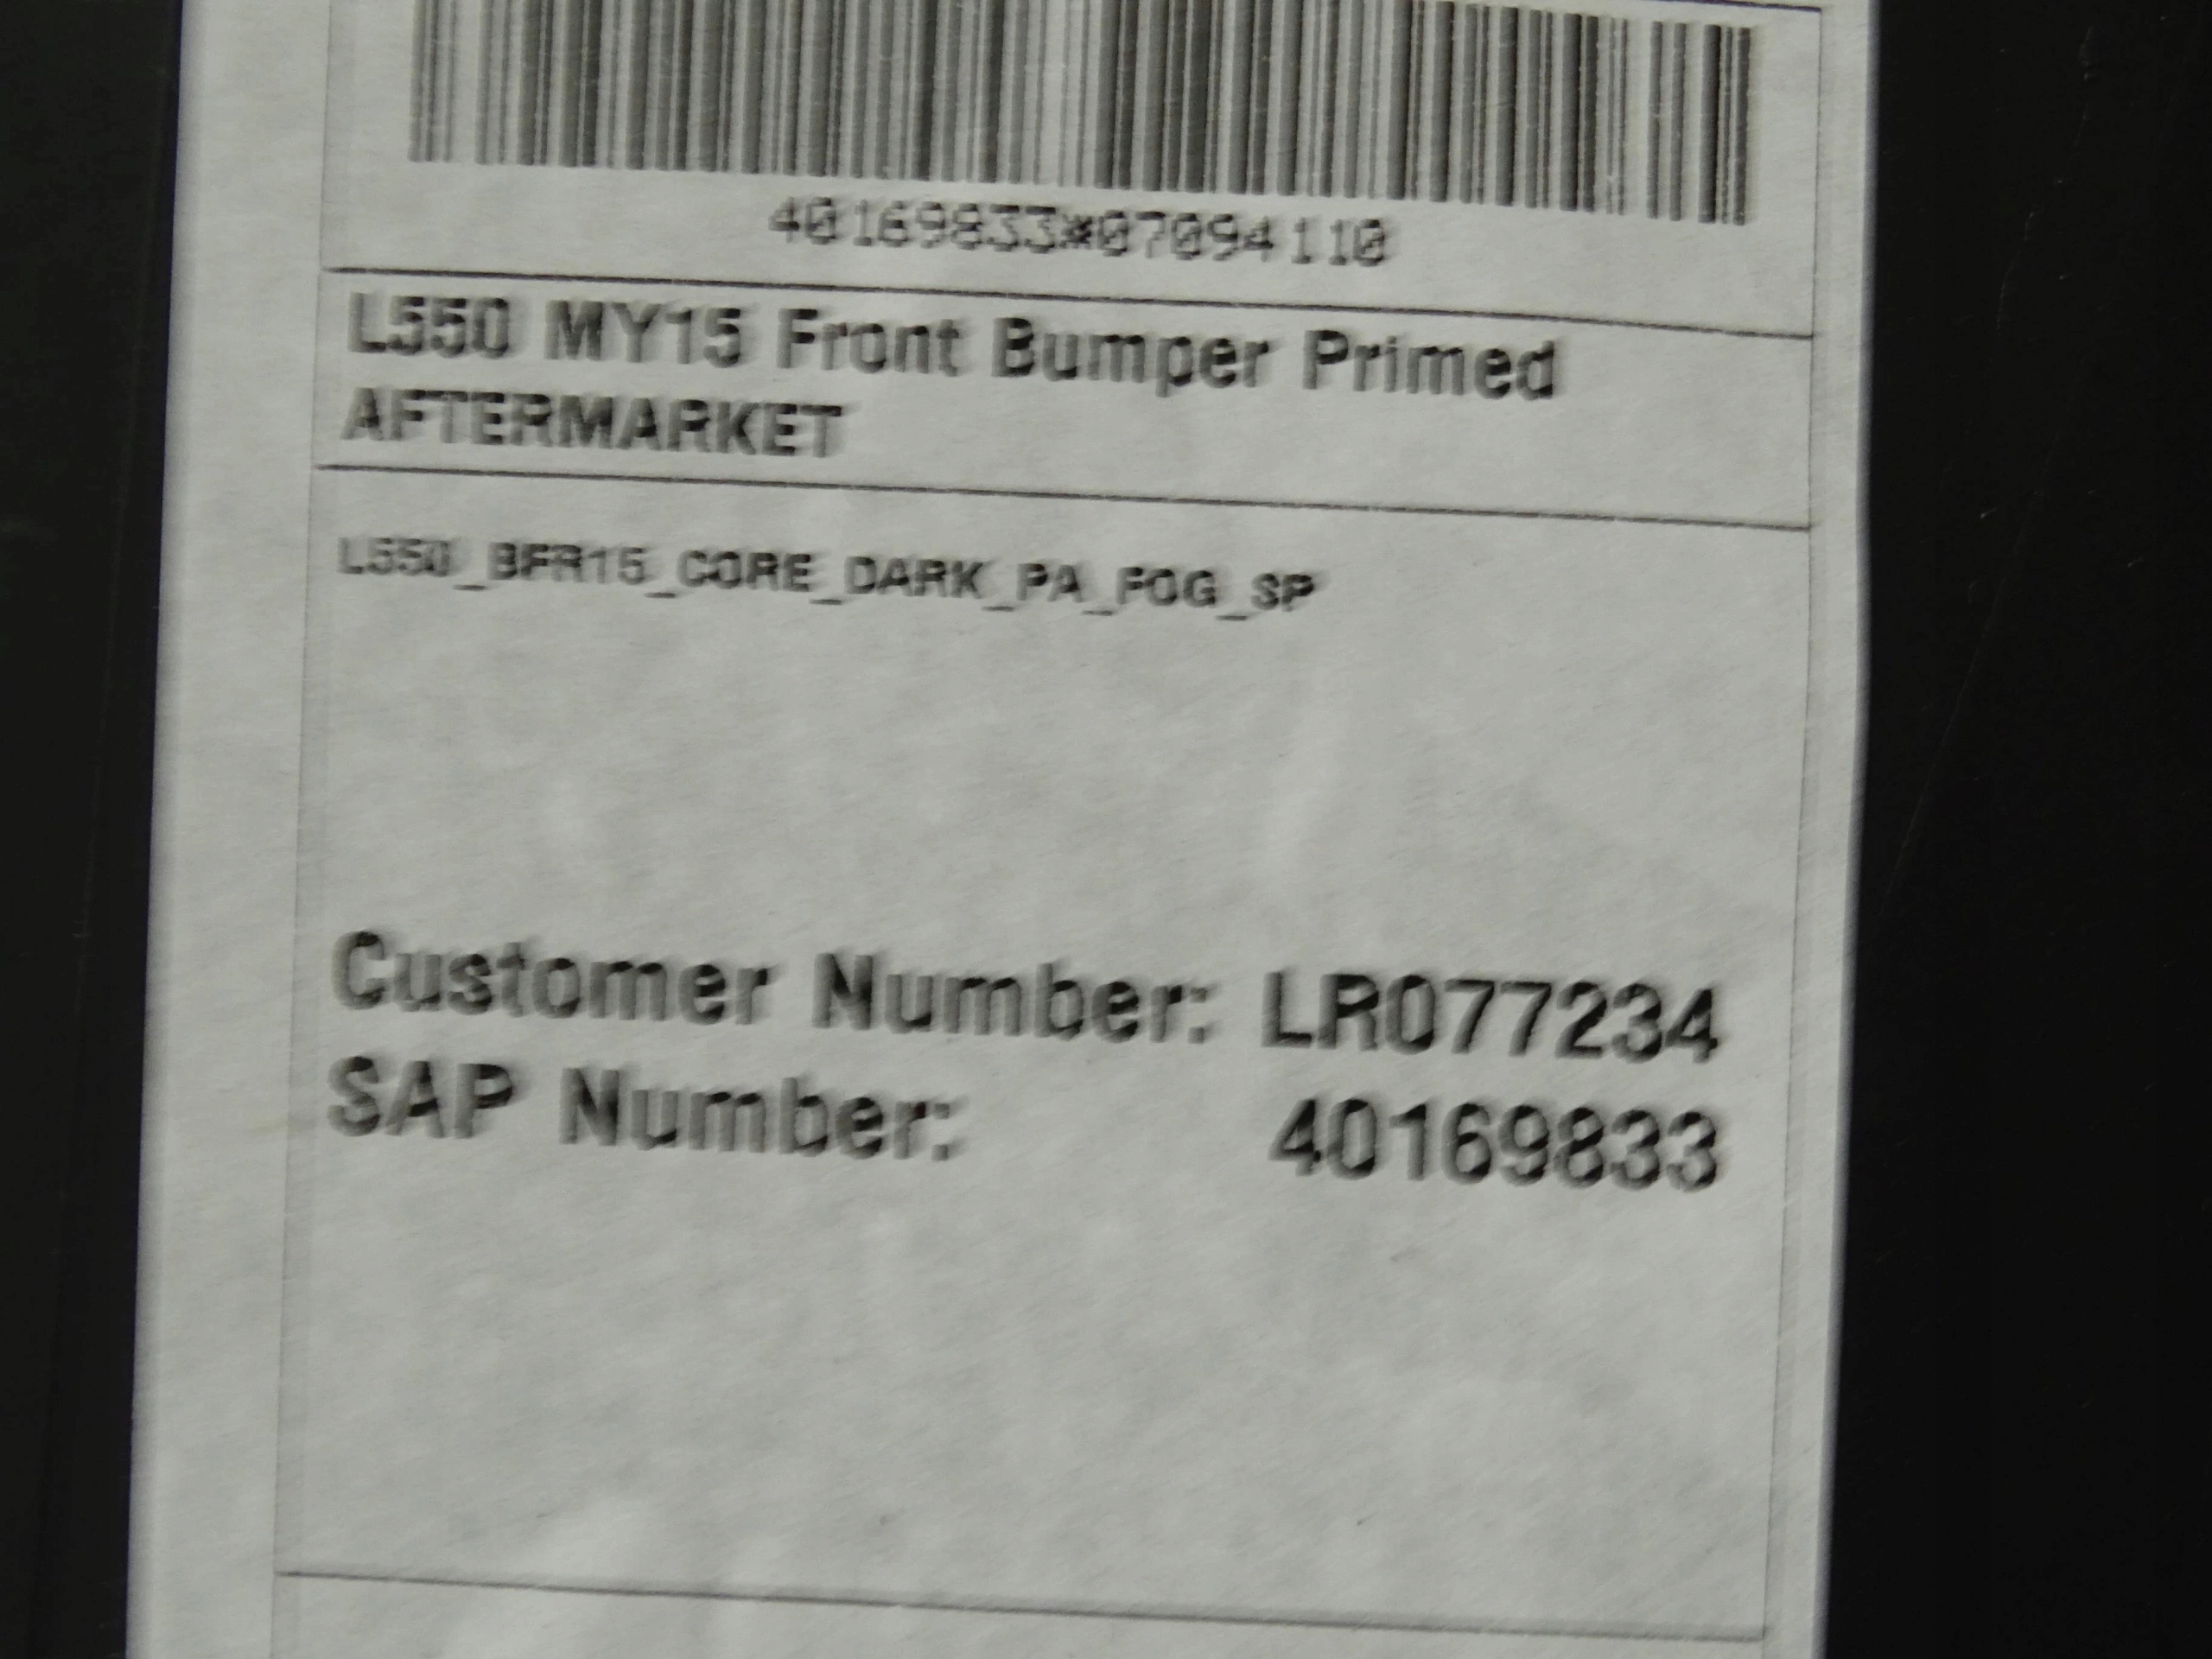 40169833*07094110
L550 MY15 Front Bumper Primed
AFTERMARKET
L550_BFR15_CORE_DARK_PA_FOG_SP
Customer Number: LR077234
SAP Number: 40169833